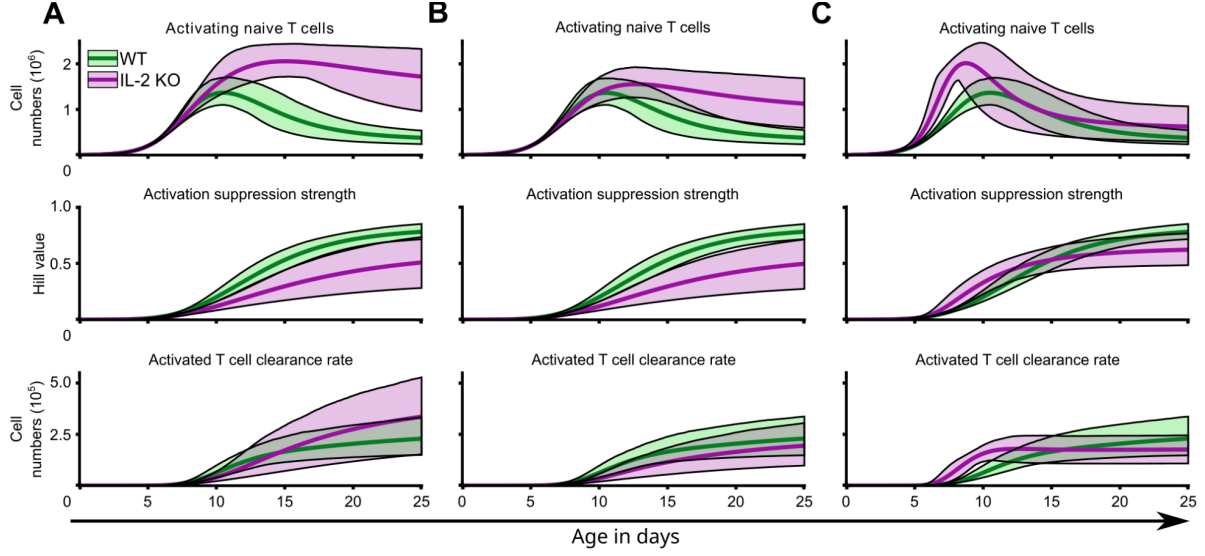 A
B
C
Activating naive T cells
Activating naive T cells
Activating naive T cells
WT
IL-2 KO
Cell
numbers (10⁶)
2
1
0
5
10
15
20
25
0
5
10
15
20
25
0
5
10
15
20
25
Activation suppression strength
Activation suppression strength
Activation suppression strength
Hill value
1.0
0.5
0
Activated T cell clearance rate
Activated T cell clearance rate
Activated T cell clearance rate
Cell
numbers (10⁵)
5.0
2.5
Age in days